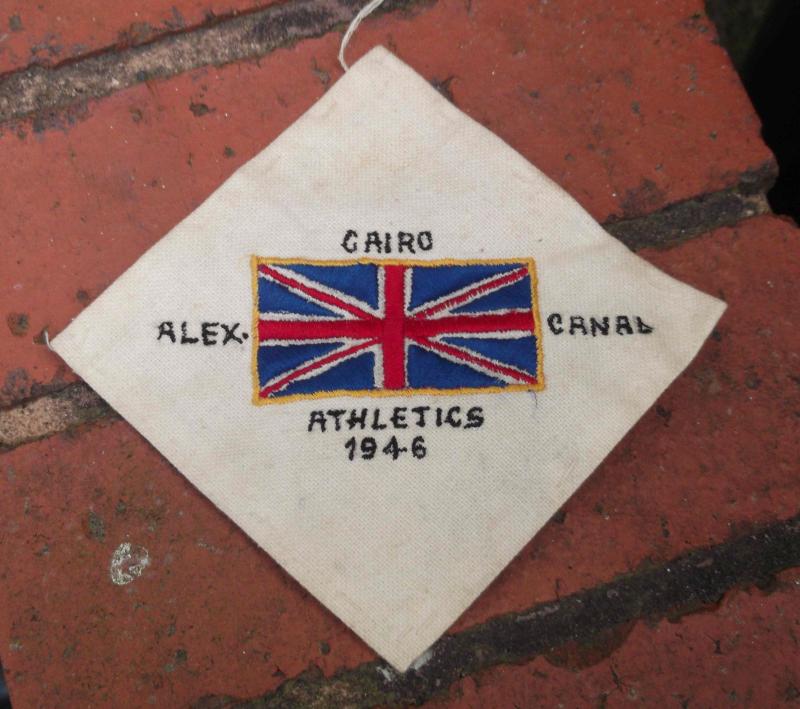 CAIRO
ALEX. CANAL
ATHLETICS
1946